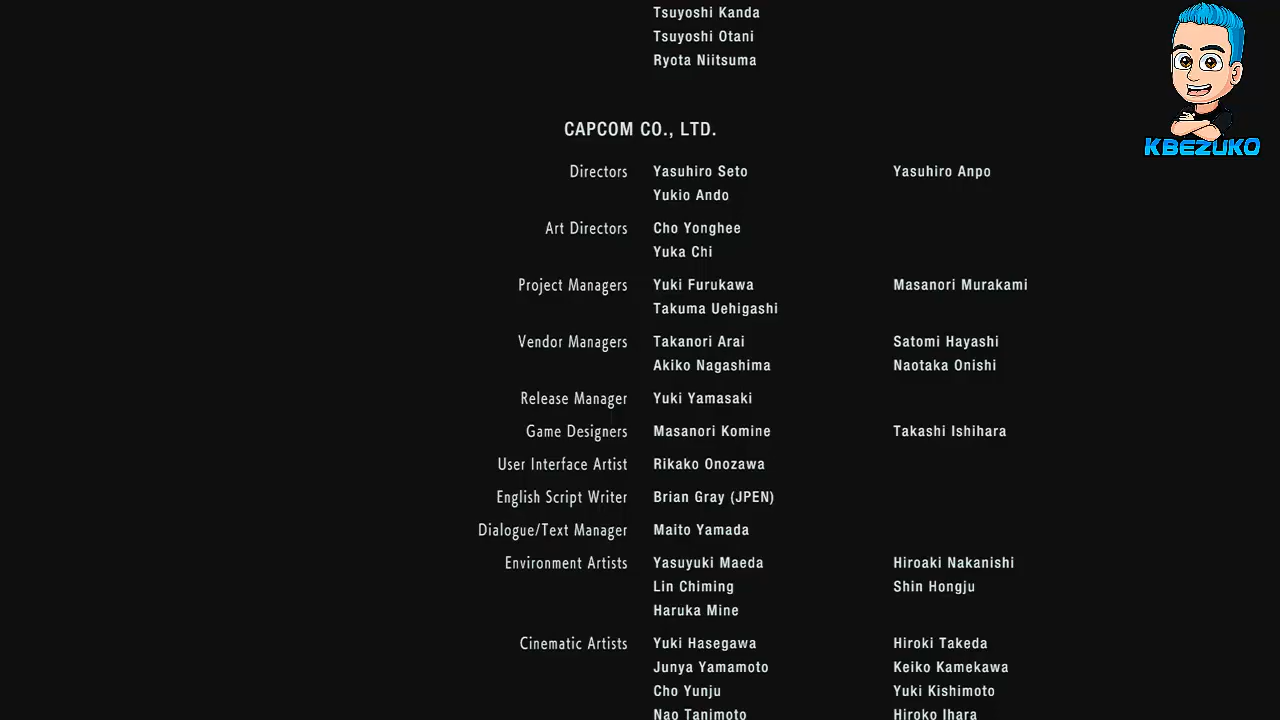 Tsuyoshi Kanda
Tsuyoshi Otani
Ryota Niitsuma
KBEZUKO
CAPCOM CO., LTD.
Directors Yasuhiro Seto Yasuhiro Anpo
Yukio Ando
Art Directors Cho Yonghee
Yuka Chi
Project Managers Yuki Furukawa Masanori Murakami
Takuma Uehigashi
Vendor Managers Takanori Arai Satomi Hayashi
Akiko Nagashima Naotaka Onishi
Release Manager Yuki Yamasaki
Game Designers Masanori Komine Takashi Ishihara
User Interface Artist Rikako Onozawa
English Script Writer Brian Gray (JPEN)
Dialogue/Text Manager Maito Yamada
Environment Artists Yasuyuki Maeda Hiroaki Nakanishi
Lin Chiming Shin Hongju
Haruka Mine
Cinematic Artists Yuki Hasegawa Hiroki Takeda
Junya Yamamoto Keiko Kamekawa
Cho Yunju Yuki Kishimoto
Nao Tanimoto Hiroko Ihara